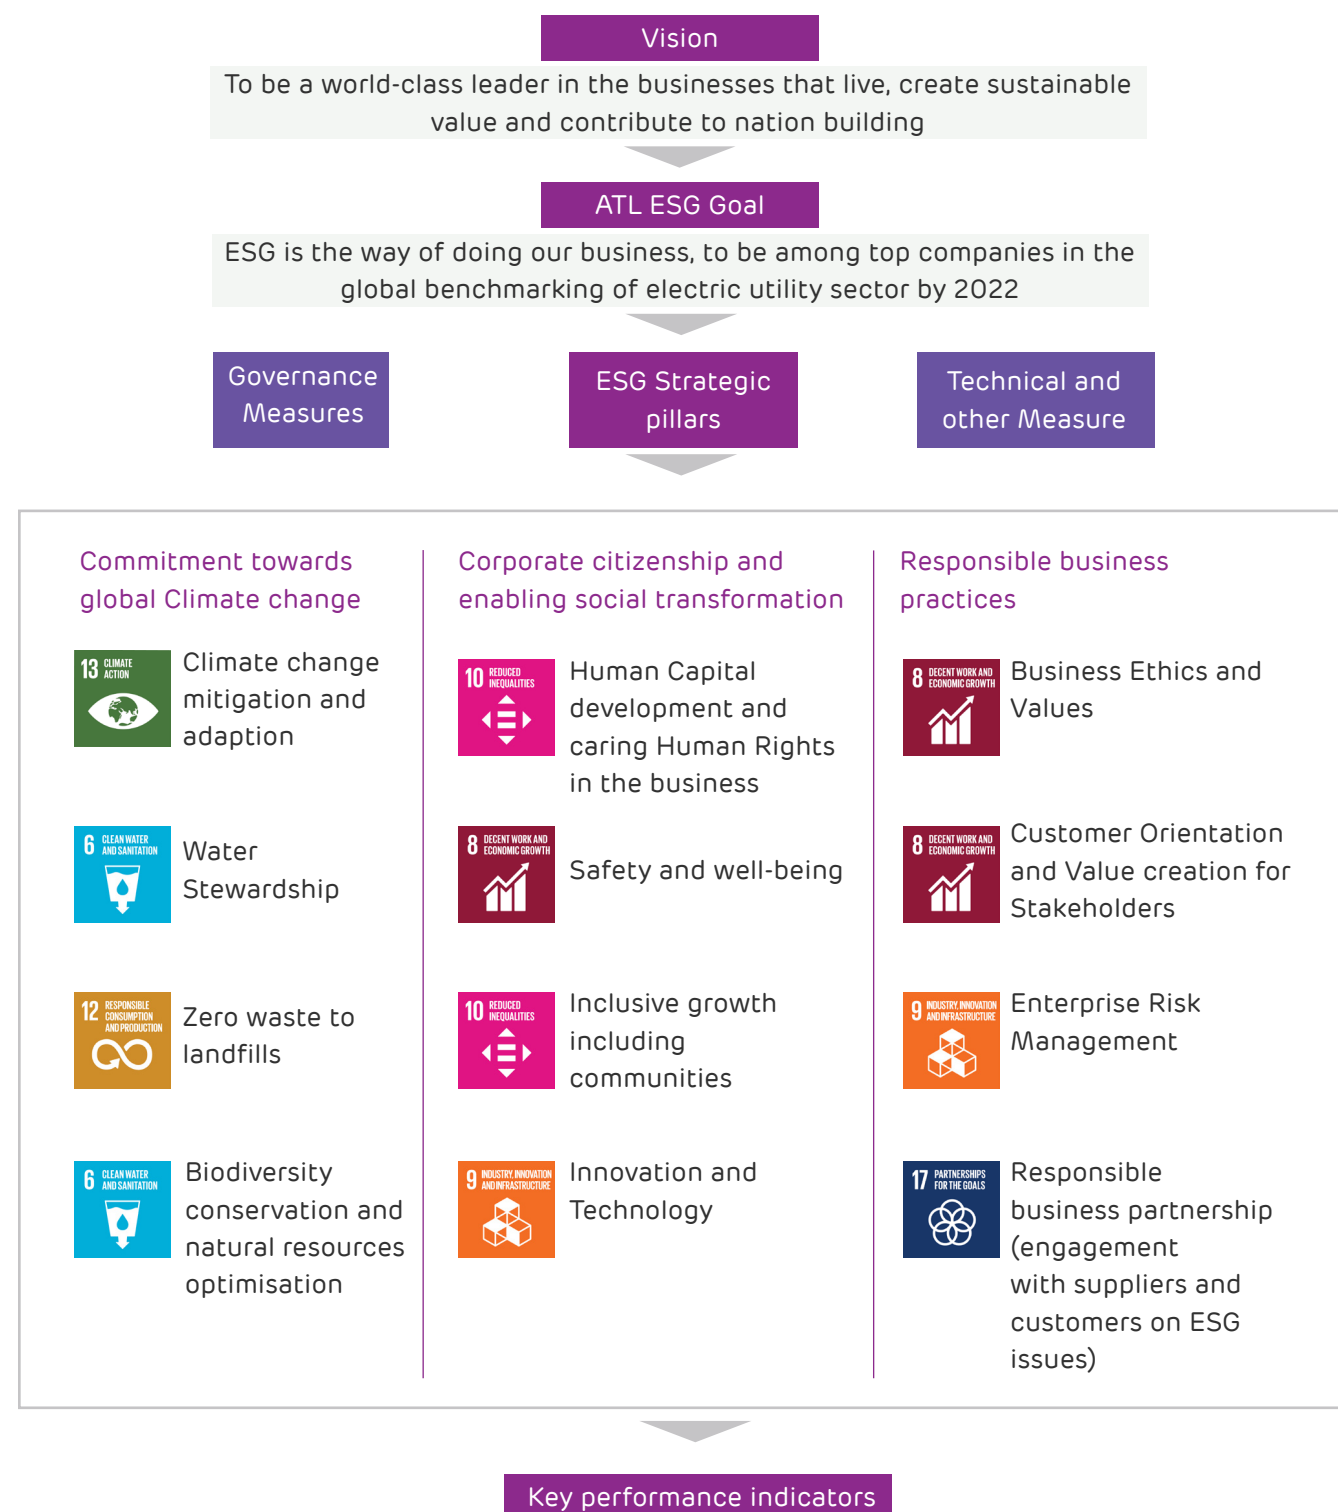 Vision
To be a world-class leader in the businesses that live, create sustainable
value and contribute to nation building
ATL ESG Goal
ESG is the way of doing our business, to be among top companies in the
global benchmarking of electric utility sector by 2022
Governance
Measures
ESG Strategic
pillars
Technical and
other Measure
Commitment towards
global Climate change
13 CLIMATE
ACTION
Climate change
mitigation and
adaption
6 CLEAN WATER
AND SANITATION
Water
Stewardship
12 RESPONSIBLE
CONSUMPTION
AND PRODUCTION
Zero waste to
landfills
6 CLEAN WATER
AND SANITATION
Biodiversity
conservation and
natural resources
optimisation
Corporate citizenship and
enabling social transformation
10 REDUCED
INEQUALITIES
Human Capital
development and
caring Human Rights
in the business
8 DECENT WORK AND
ECONOMIC GROWTH
Safety and well-being
10 REDUCED
INEQUALITIES
Inclusive growth
including
communities
9 INDUSTRY, INNOVATION
AND INFRASTRUCTURE
Innovation and
Technology
Responsible business
practices
8 DECENT WORK AND
ECONOMIC GROWTH
Business Ethics and
Values
8 DECENT WORK AND
ECONOMIC GROWTH
Customer Orientation
and Value creation for
Stakeholders
9 INDUSTRY, INNOVATION
AND INFRASTRUCTURE
Enterprise Risk
Management
17 PARTNERSHIPS
FOR THE GOALS
Responsible
business partnership
(engagement
with suppliers and
customers on ESG
issues)
Key performance indicators